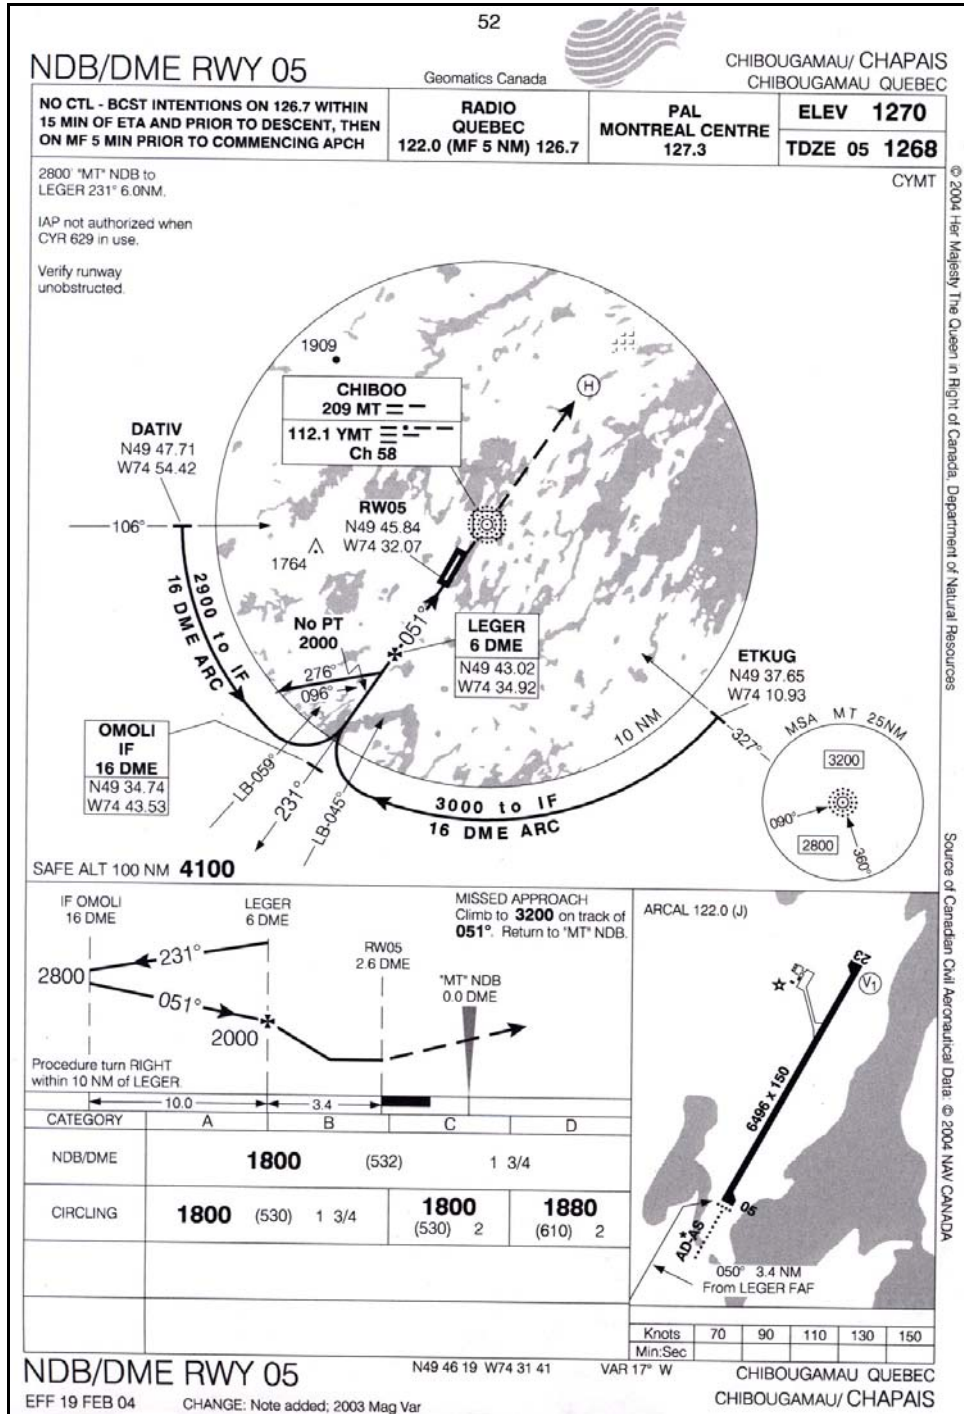 52
NDB/DME RWY 05
Geomatics Canada
CHIBOUGAMAU/ CHAPAIS
CHIBOUGAMAU QUEBEC
NO CTL - BCST INTENTIONS ON 126.7 WITHIN
15 MIN OF ETA AND PRIOR TO DESCENT, THEN
ON MF 5 MIN PRIOR TO COMMENCING APCH
RADIO
QUEBEC
122.0 (MF 5 NM) 126.7
PAL
MONTREAL CENTRE
127.3
ELEV 1270
TDZE 05 1268
2800' "MT" NDB to
LEGER 231° 6.0NM.
IAP not authorized when
CYR 629 in use.
Verify runway
unobstructed.
CYMT
1909
CHIBOO
209 MT
112.1 YMT
Ch 58
H
DATIV
N49 47.71
W74 54.42
106°
RW05
N49 45.84
W74 32.07
1764
2900 to IF
16 DME ARC
No PT
2000
051°
276°
096°
LEGER
6 DME
N49 43.02
W74 34.92
ETKUG
N49 37.65
W74 10.93
327°
10 NM
OMOLI
IF
16 DME
N49 34.74
W74 43.53
LB-059°
231°
LB-045°
3000 to IF
16 DME ARC
MSA MT 25NM
3200
090°
2800
360°
SAFE ALT 100 NM 4100
IF OMOLI
16 DME
LEGER
6 DME
MISSED APPROACH
Climb to 3200 on track of
051°. Return to "MT" NDB.
RW05
2.6 DME
"MT" NDB
0.0 DME
231°
2800
051°
2000
Procedure turn RIGHT
within 10 NM of LEGER
10.0
3.4
CATEGORY A B C D
NDB/DME 1800 (532) 1 3/4
CIRCLING 1800 (530) 1 3/4 1800 (530) 2 1880 (610) 2
ARCAL 122.0 (J)
23
V1
6496 x 150
05
AD-AS*
050° 3.4 NM
From LEGER FAF
Knots 70 90 110 130 150
Min:Sec
NDB/DME RWY 05
N49 46 19 W74 31 41
VAR 17° W
CHIBOUGAMAU QUEBEC
CHIBOUGAMAU/ CHAPAIS
EFF 19 FEB 04
CHANGE: Note added; 2003 Mag Var
© 2004 Her Majesty The Queen in Right of Canada, Department of Natural Resources
Source of Canadian Civil Aeronautical Data: © 2004 NAV CANADA